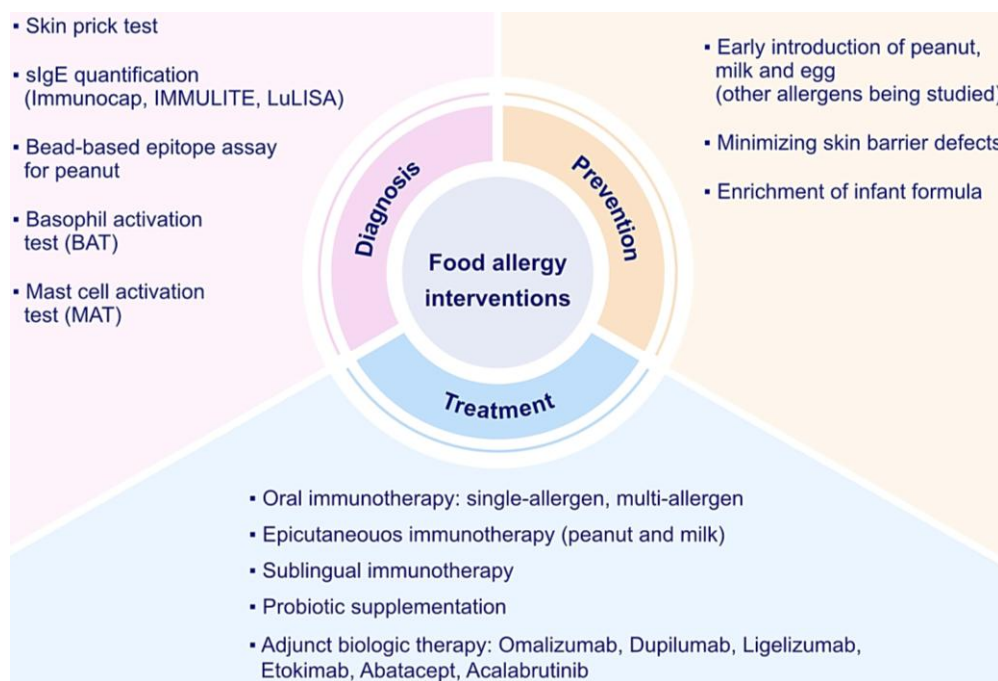 ▪ Skin prick test
▪ sIgE quantification
(Immunocap, IMMULITE, LuLISA)
▪ Bead-based epitope assay
for peanut
▪ Basophil activation
test (BAT)
▪ Mast cell activation
test (MAT)
Diagnosis
Prevention
Food allergy
interventions
Treatment
▪ Early introduction of peanut,
milk and egg
(other allergens being studied)
▪ Minimizing skin barrier defects
▪ Enrichment of infant formula
▪ Oral immunotherapy: single-allergen, multi-allergen
▪ Epicutaneouos immunotherapy (peanut and milk)
▪ Sublingual immunotherapy
▪ Probiotic supplementation
▪ Adjunct biologic therapy: Omalizumab, Dupilumab, Ligelizumab,
Etokimab, Abatacept, Acalabrutinib